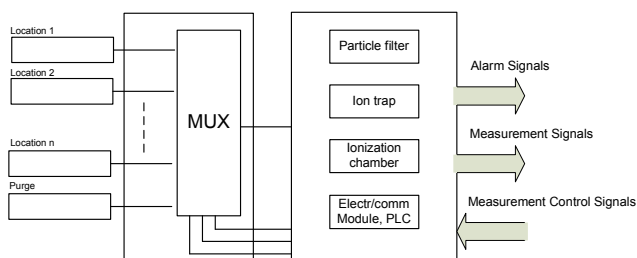 Location 1
Location 2
Location n
Purge
MUX
Particle filter
Ion trap
Ionization
chamber
Electr/comm
Module, PLC
Alarm Signals
Measurement Signals
Measurement Control Signals